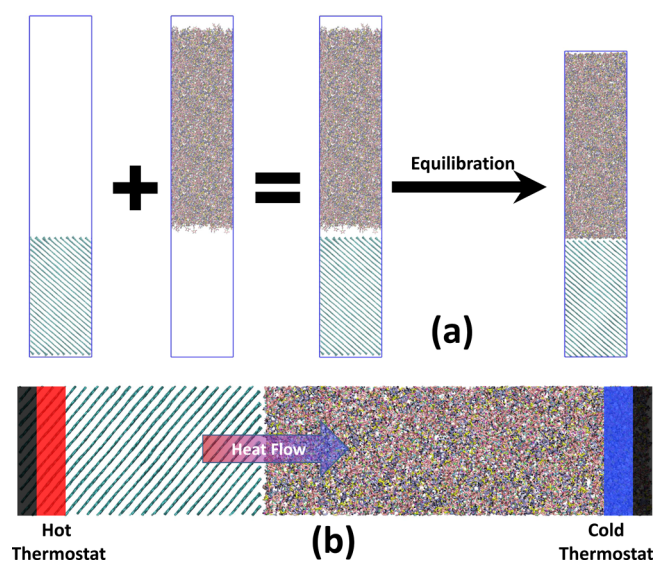 +
=
Equilibration
(a)
Heat Flow
Hot
Thermostat
(b)
Cold
Thermostat